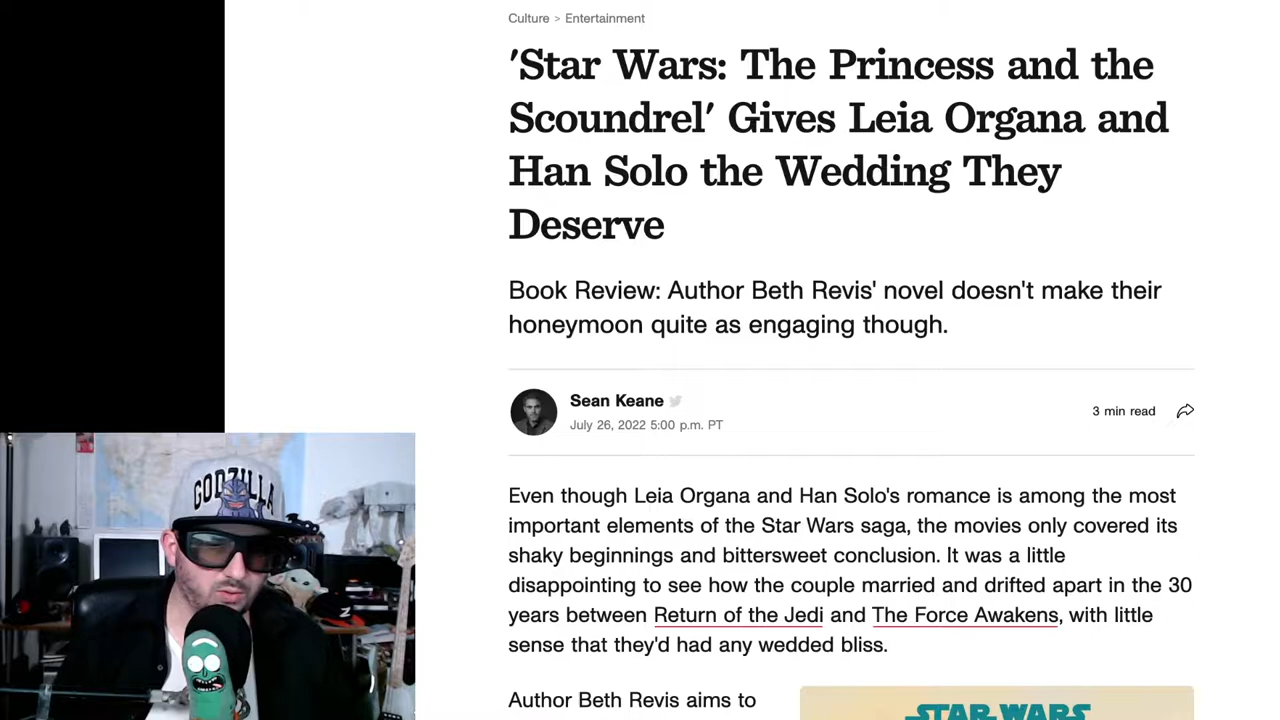 Culture > Entertainment
'Star Wars: The Princess and the
Scoundrel' Gives Leia Organa and
Han Solo the Wedding They
Deserve
Book Review: Author Beth Revis' novel doesn't make their
honeymoon quite as engaging though.
Sean Keane
July 26, 2022 5:00 p.m. PT
3 min read
Even though Leia Organa and Han Solo's romance is among the most
important elements of the Star Wars saga, the movies only covered its
shaky beginnings and bittersweet conclusion. It was a little
disappointing to see how the couple married and drifted apart in the 30
years between Return of the Jedi and The Force Awakens, with little
sense that they'd had any wedded bliss.
Author Beth Revis aims to
STAR WARS
GODZILLA